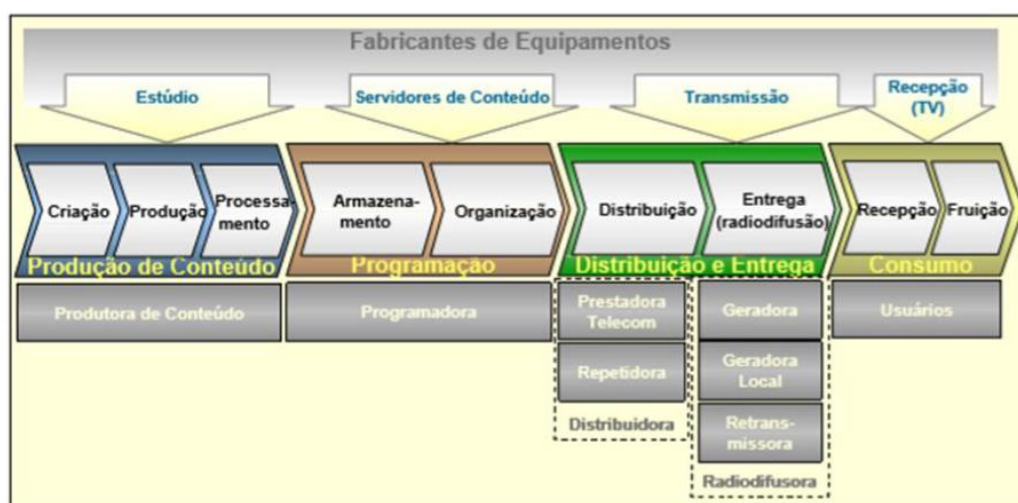 Fabricantes de Equipamentos
Estúdio
Servidores de Conteúdo
Transmissão
Recepção
(TV)
Criação
Produção
Processa-
mento
Armazena-
mento
Organização
Distribuição
Entrega
(radiodifusão)
Recepção
Fruição
Produção de Conteúdo
Programação
Distribuição e Entrega
Consumo
Produtora de Conteúdo
Programadora
Prestadora
Telecom
Geradora
Usuários
Repetidora
Geradora
Local
Distribuidora
Retrans-
missora
Radiodifusora